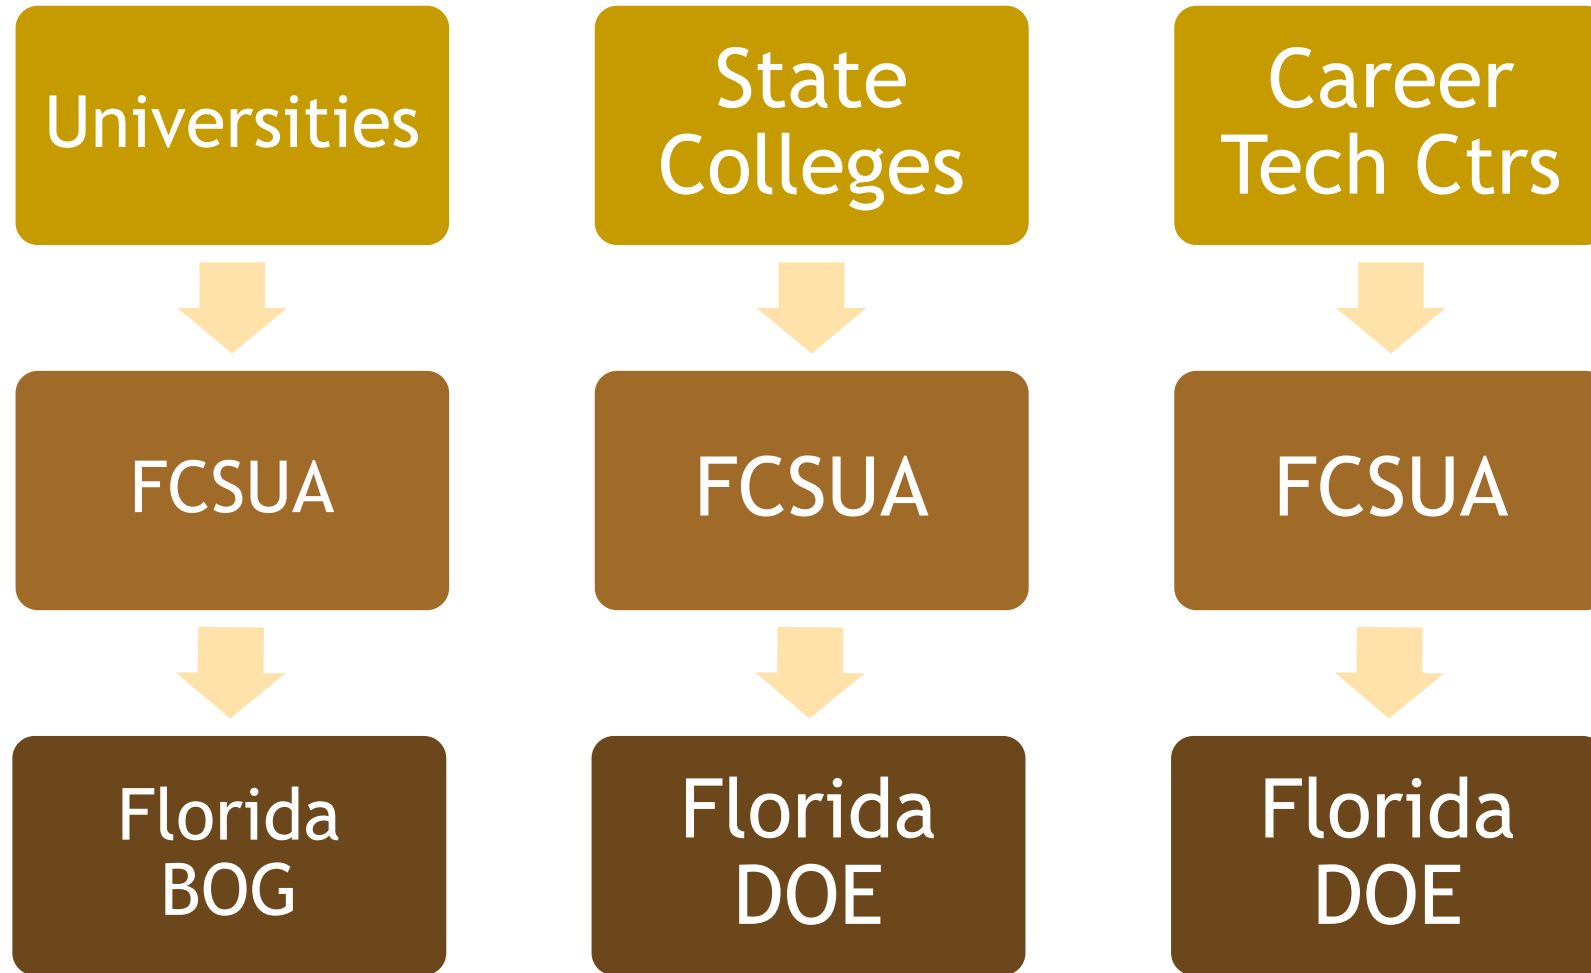 Universities
State
Colleges
Career
Tech Ctrs
FCSUA
FCSUA
FCSUA
Florida
BOG
Florida
DOE
Florida
DOE